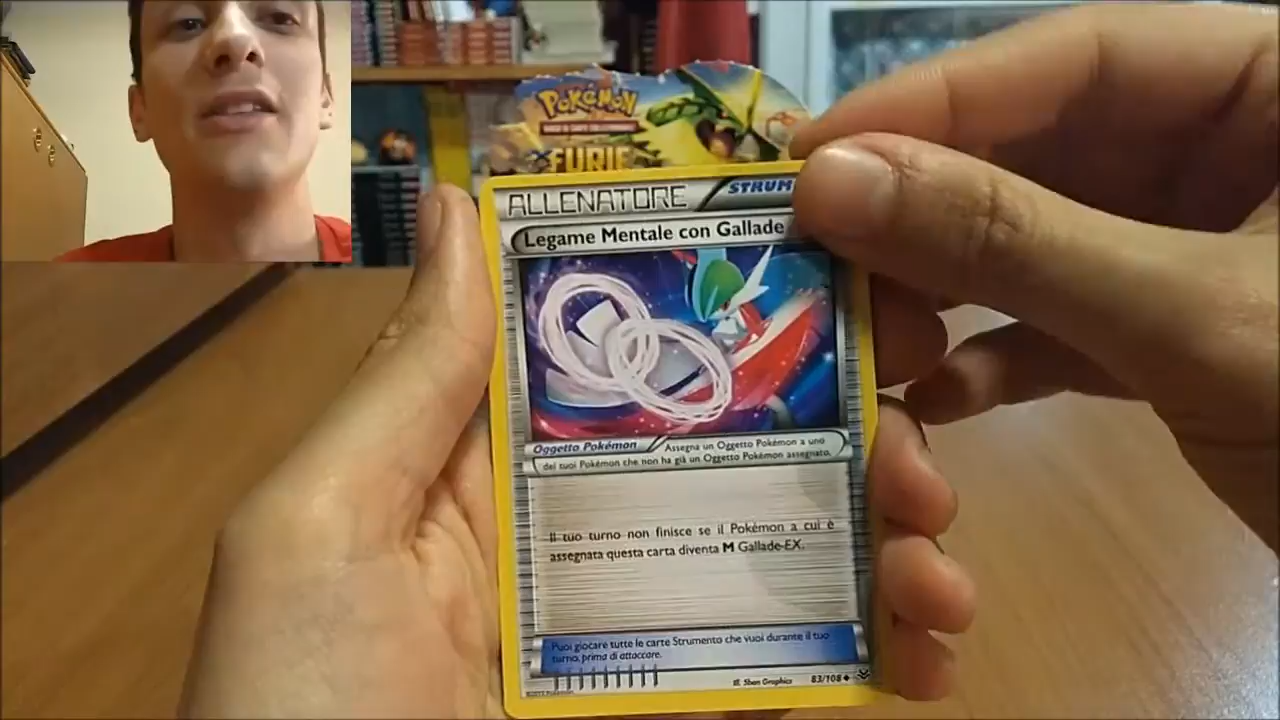 POKÉMON
FURIE
ALLENATORE
STRUM
Legame Mentale con Gallade
Oggetto Pokémon
Assegna un Oggetto Pokémon a uno
dei tuoi Pokémon che non ha già un Oggetto Pokémon assegnato.
Il tuo turno non finisce se il Pokémon a cui è
assegnata questa carta diventa M Gallade-EX.
Puoi giocare tutte le carte Strumento che vuoi durante il tuo
turno, prima di attaccare.
Ill. 5ban Graphics
83/108